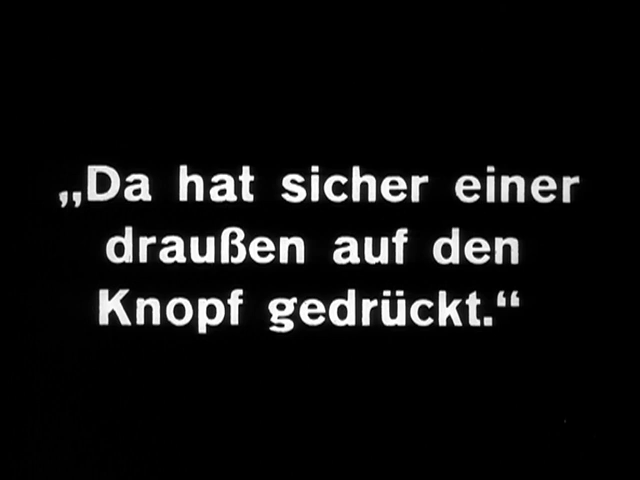 „Da hat sicher einer
draußen auf den
Knopf gedrückt.“